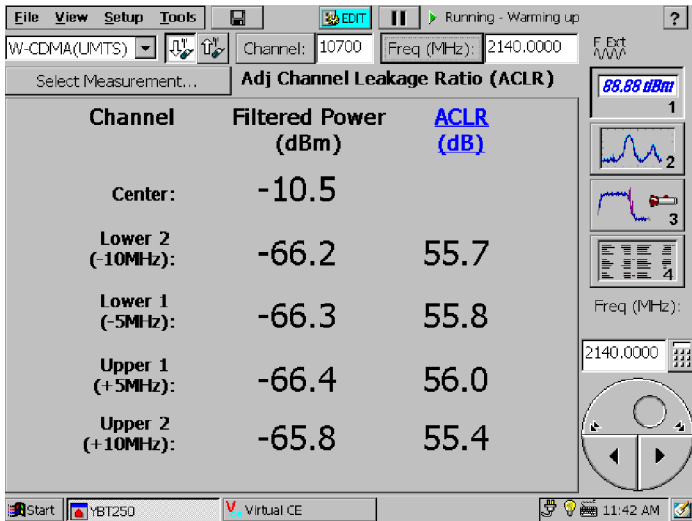 File View Setup Tools EDIT Running - Warming up ?
W-CDMA(UMTS) Channel: 10700 Freq (MHz): 2140.0000 F Ext
Select Measurement... Adj Channel Leakage Ratio (ACLR)
88.88 dBm
1
Channel Filtered Power (dBm) ACLR (dB)
2
Center: -10.5
3
Lower 2 (-10MHz): -66.2 55.7
4
Lower 1 (-5MHz): -66.3 55.8
Freq (MHz):
2140.0000
Upper 1 (+5MHz): -66.4 56.0
Upper 2 (+10MHz): -65.8 55.4
Start YBT250 Virtual CE 11:42 AM